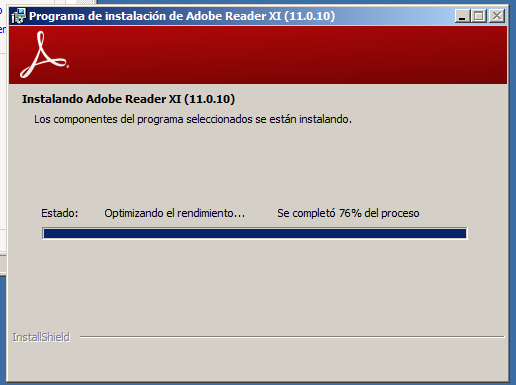 Programa de instalación de Adobe Reader XI (11.0.10)
Instalando Adobe Reader XI (11.0.10)
Los componentes del programa seleccionados se están instalando.
Estado: Optimizando el rendimiento... Se completó 76% del proceso
InstallShield